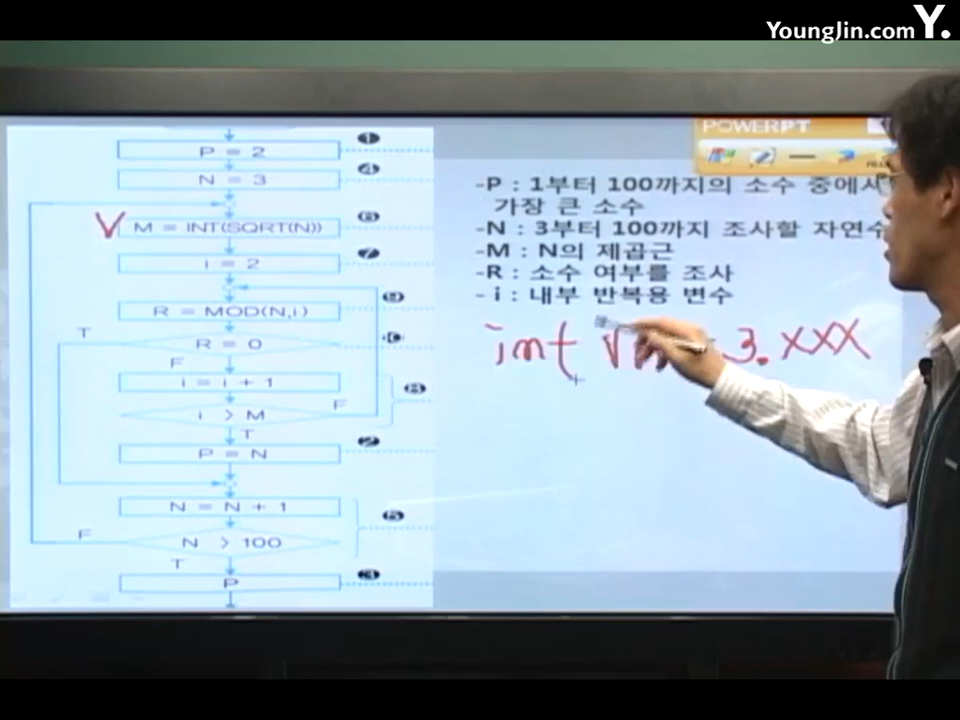 YoungJin.com Y.
POWERPT
P = 2
N = 3
V M = INT(SQRT(N))
i = 2
R = MOD(N,i)
T
R = 0
F
i = i + 1
i > M
F
T
P = N
N = N + 1
F
N > 100
T
P
-P : 1부터 100까지의 소수 중에서
가장 큰 소수
-N : 3부터 100까지 조사할 자연수
-M : N의 제곱근
-R : 소수 여부를 조사
- i : 내부 반복용 변수
int 3.XXX